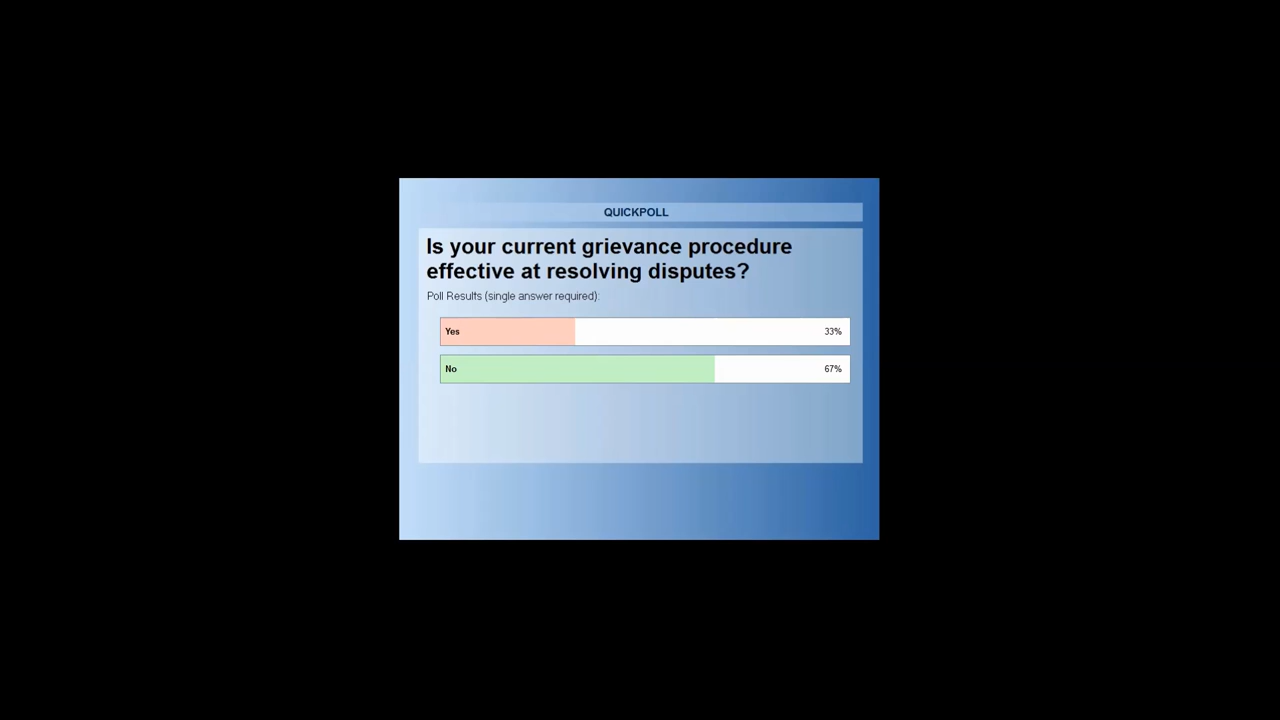 QUICKPOLL
Is your current grievance procedure
effective at resolving disputes?
Poll Results (single answer required):
Yes 33%
No 67%